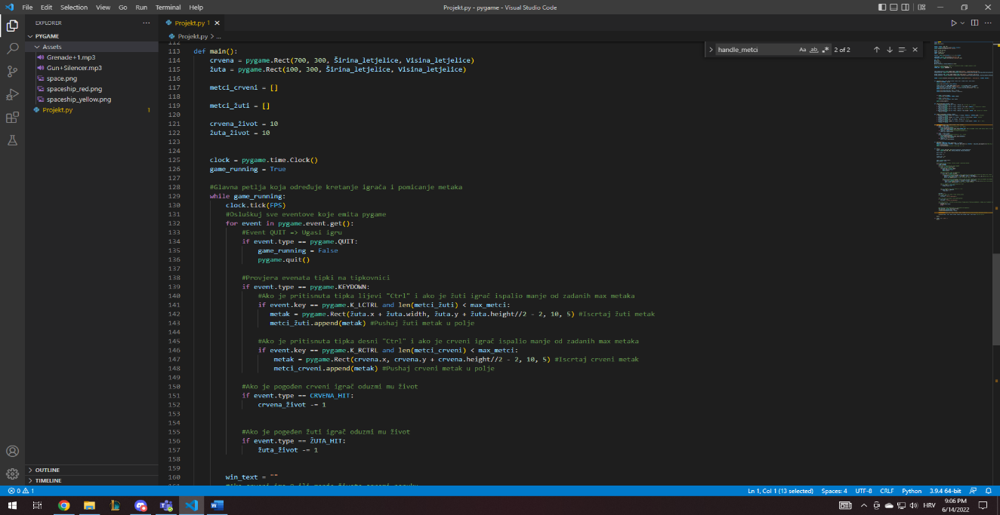 File Edit Selection View Go Run Terminal Help
Projekt.py - pygame - Visual Studio Code
EXPLORER
PYGAME
Assets
Grenade+1.mp3
Gun+Silencer.mp3
space.png
spaceship_red.png
spaceship_yellow.png
Projekt.py 1
OUTLINE
TIMELINE
Projekt.py 1
Projekt.py > ...
handle_metci
Aa ab
2 of 2
112
113 def main():
114 crvena = pygame.Rect(700, 300, Širina_letjelice, Visina_letjelice)
115 žuta = pygame.Rect(100, 300, Širina_letjelice, Visina_letjelice)
116
117 metci_crveni = []
118
119 metci_žuti = []
120
121 crvena_život = 10
122 žuta_život = 10
123
124
125 clock = pygame.time.Clock()
126 game_running = True
127
128 #Glavna petlja koja određuje kretanje igrača i pomicanje metaka
129 while game_running:
130 clock.tick(FPS)
131 #Osluškuj sve eventove koje emita pygame
132 for event in pygame.event.get():
133 #Event QUIT => Ugasi igru
134 if event.type == pygame.QUIT:
135 game_running = False
136 pygame.quit()
137
138 #Provjera evenata tipki na tipkovnici
139 if event.type == pygame.KEYDOWN:
140 #Ako je pritisnuta tipka lijevi "Ctrl" i ako je žuti igrač ispalio manje od zadanih max metaka
141 if event.key == pygame.K_LCTRL and len(metci_žuti) < max_metci:
142 metak = pygame.Rect(žuta.x + žuta.width, žuta.y + žuta.height//2 - 2, 10, 5) #Iscrtaj žuti metak
143 metci_žuti.append(metak) #Pushaj žuti metak u polje
144
145 #Ako je pritisnuta tipka desni "Ctrl" i ako je crveni igrač ispalio manje od zadanih max metaka
146 if event.key == pygame.K_RCTRL and len(metci_crveni) < max_metci:
147 metak = pygame.Rect(crvena.x, crvena.y + crvena.height//2 - 2, 10, 5) #Iscrtaj crveni metak
148 metci_crveni.append(metak) #Pushaj crveni metak u polje
149
150 #Ako je pogođen crveni igrač oduzmi mu život
151 if event.type == CRVENA_HIT:
152 crvena_život -= 1
153
154
155 #Ako je pogeđen žuti igrač oduzmi mu život
156 if event.type == ŽUTA_HIT:
157 žuta_život -= 1
158
159
160 win_text = ""
0 1
Ln 1, Col 1 (13 selected) Spaces: 4 UTF-8 CRLF Python 3.9.4 64-bit
HRV
9:06 PM
6/14/2022